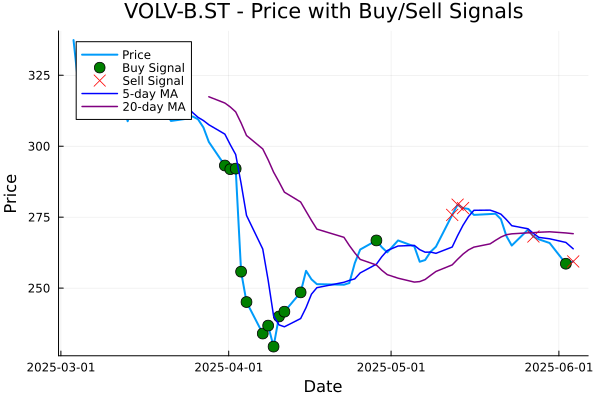 VOLV-B.ST - Price with Buy/Sell Signals
Price
Buy Signal
Sell Signal
5-day MA
20-day MA
325
300
275
250
Price
2025-03-01
2025-04-01
2025-05-01
2025-06-01
Date